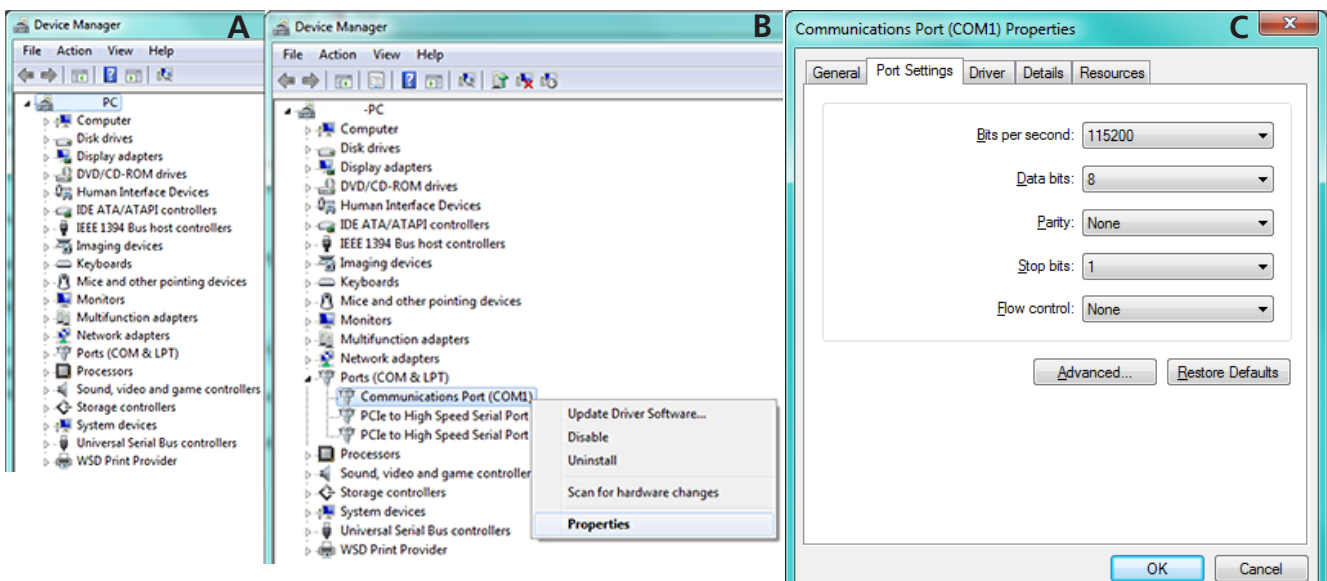 Device Manager
A
File Action View Help
PC
Computer
Disk drives
Display adapters
DVD/CD-ROM drives
Human Interface Devices
IDE ATA/ATAPI controllers
IEEE 1394 Bus host controllers
Imaging devices
Keyboards
Mice and other pointing devices
Monitors
Multifunction adapters
Network adapters
Ports (COM & LPT)
Processors
Sound, video and game controllers
Storage controllers
System devices
Universal Serial Bus controllers
WSD Print Provider
Device Manager
B
File Action View Help
-PC
Computer
Disk drives
Display adapters
DVD/CD-ROM drives
Human Interface Devices
IDE ATA/ATAPI controllers
IEEE 1394 Bus host controllers
Imaging devices
Keyboards
Mice and other pointing devices
Monitors
Multifunction adapters
Network adapters
Ports (COM & LPT)
Communications Port (COM1)
PCIe to High Speed Serial Port
PCIe to High Speed Serial Port
Processors
Sound, video and game controller
Storage controllers
System devices
Universal Serial Bus controllers
WSD Print Provider
Update Driver Software...
Disable
Uninstall
Scan for hardware changes
Properties
Communications Port (COM1) Properties
C
General Port Settings Driver Details Resources
Bits per second: 115200
Data bits: 8
Parity: None
Stop bits: 1
Flow control: None
Advanced... Restore Defaults
OK Cancel